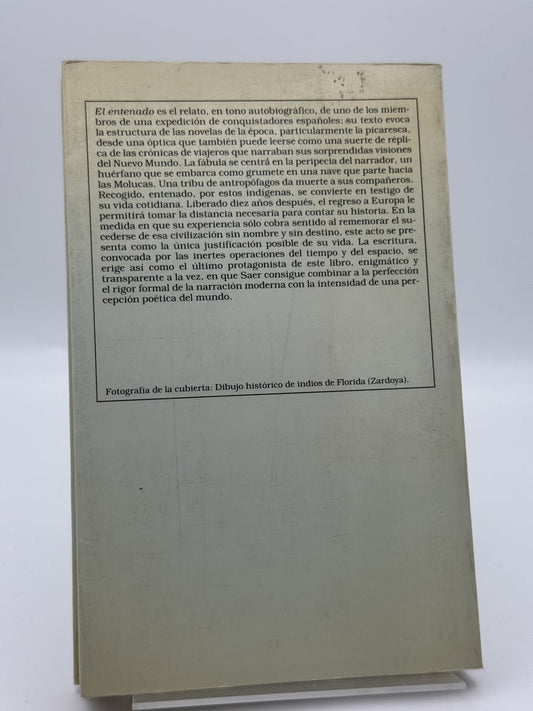 El entenado es el relato, en tono autobiográfico, de uno de los miem-
bros de una expedición de conquistadores españoles; su texto evoca
la estructura de las novelas de la época, particularmente la picaresca,
desde una óptica que también puede leerse como una suerte de répli-
ca de las crónicas de viajeros que narraban sus sorprendidas visiones
del Nuevo Mundo. La fábula se centrá en la peripecia del narrador, un
huérfano que se embarca como grumete en una nave que parte hacia
las Molucas. Una tribu de antropófagos da muerte a sus compañeros.
Recogido, entenado, por estos indígenas, se convierte en testigo de
su vida cotidiana. Liberado diez años después, el regreso a Europa le
permitirá tomar la distancia necesaria para contar su historia. En la
medida en que su experiencia sólo cobra sentido al rememorar el su-
cederse de esa civilización sin nombre y sin destino, este acto se pre-
senta como la única justificación posible de su vida. La escritura,
convocada por las inertes operaciones del tiempo y del espacio, se
erige así como el último protagonista de este libro, enigmático y
transparente a la vez, en que Saer consigue combinar a la perfección
el rigor formal de la narración moderna con la intensidad de una per-
cepción poética del mundo.
Fotografía de la cubierta: Dibujo histórico de indios de Florida (Zardoya).